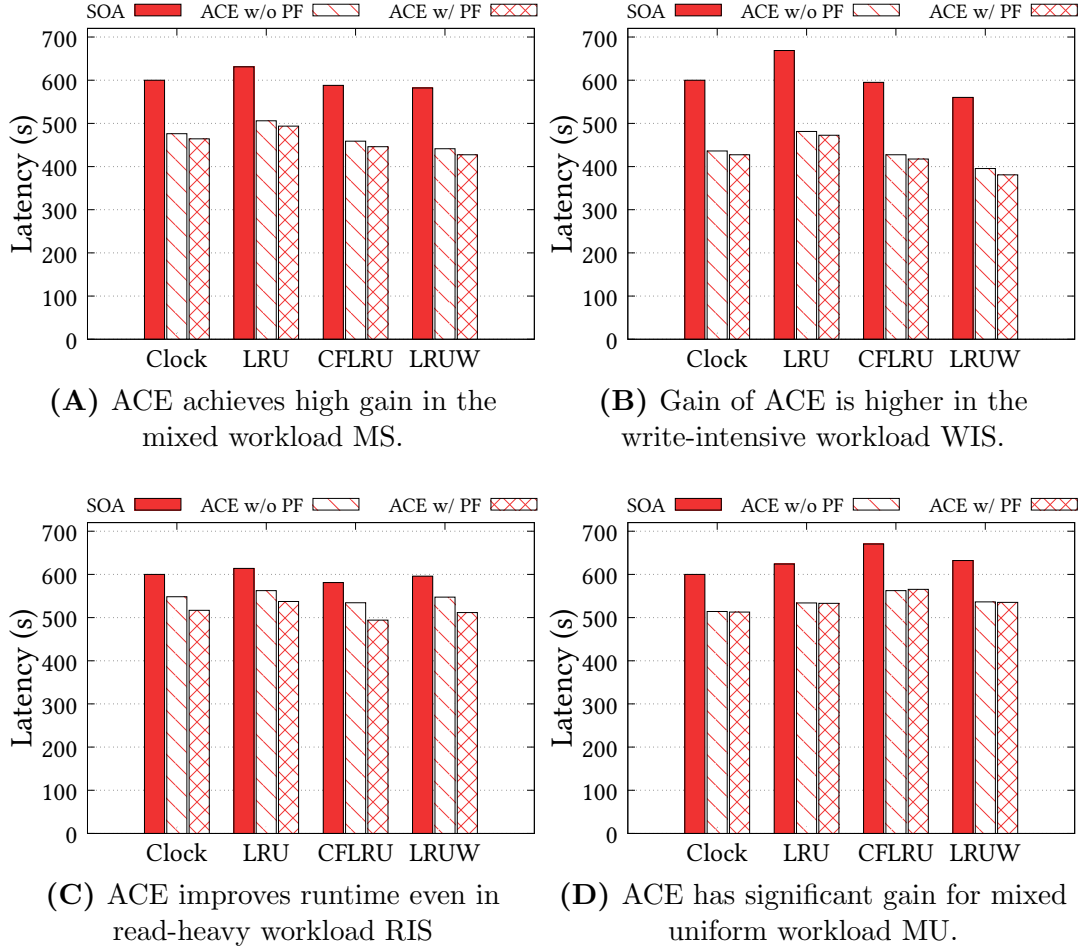 SOA ACE w/o PF ACE w/ PF
700
600
500
400
300
200
100
0
Latency (s)
Clock LRU CFLRU LRUW
(A) ACE achieves high gain in the
mixed workload MS.
SOA ACE w/o PF ACE w/ PF
700
600
500
400
300
200
100
0
Latency (s)
Clock LRU CFLRU LRUW
(B) Gain of ACE is higher in the
write-intensive workload WIS.
SOA ACE w/o PF ACE w/ PF
700
600
500
400
300
200
100
0
Latency (s)
Clock LRU CFLRU LRUW
(C) ACE improves runtime even in
read-heavy workload RIS
SOA ACE w/o PF ACE w/ PF
700
600
500
400
300
200
100
0
Latency (s)
Clock LRU CFLRU LRUW
(D) ACE has significant gain for mixed
uniform workload MU.